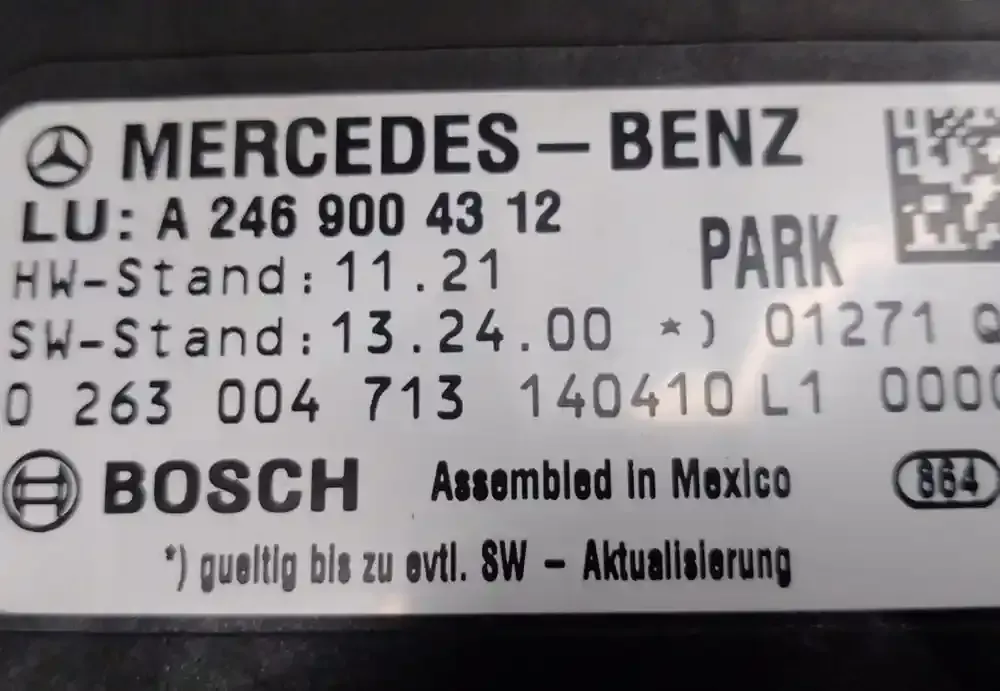 MERCEDES-BENZ
LU: A 246 900 43 12
PARK
HW-Stand:11.21
SW-Stand:13.24.00 *) 01271
0 263 004 713 140410 L1 000
BOSCH Assembled in Mexico 864
*) gueltig bis zu evtl. SW - Aktualisierung